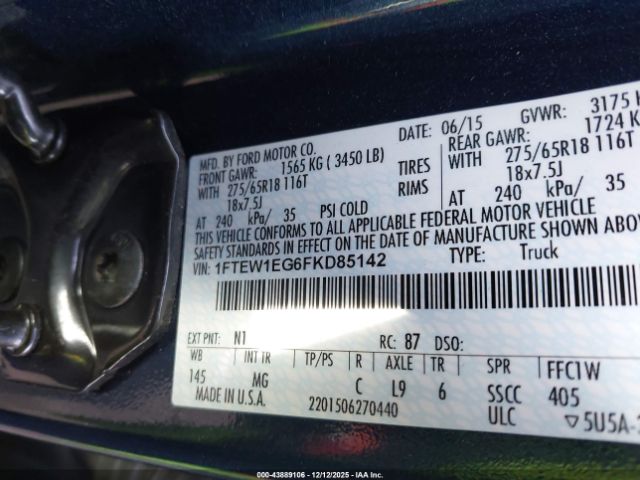 MFD. BY FORD MOTOR CO. DATE: 06/15 GVWR: 3175 K
FRONT GAWR: 1565 KG ( 3450 LB) REAR GAWR: 1724 K
WITH 275/65R18 116T TIRES WITH 275/65R18 116T
18x7.5J RIMS 18x7.5J
AT 240 kPa/ 35 PSI COLD AT 240 kPa/ 35
THIS VEHICLE CONFORMS TO ALL APPLICABLE FEDERAL MOTOR VEHICLE
SAFETY STANDARDS IN EFFECT ON THE DATE OF MANUFACTURE SHOWN ABOV
VIN: 1FTEW1EG6FKD85142 TYPE: Truck
EXT PNT: N1 RC: 87 DSO:
WB INT TR TP/PS R AXLE TR SPR FFC1W
145 MG C L9 6 SSCC 405
MADE IN U.S.A. 2201506270440 ULC ▽5U5A-
000-43889106 - 12/12/2025 - IAAI.ca